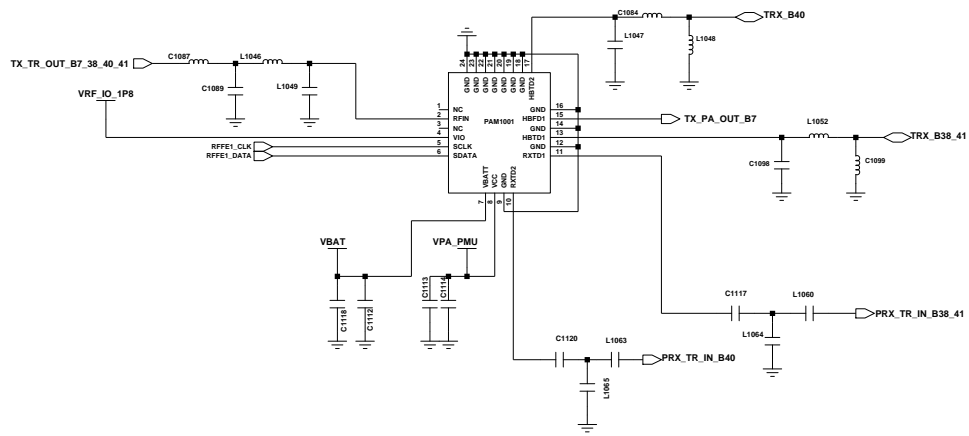 C1084
TRX_B40
L1047
L1048
C1087
L1046
TX_TR_OUT_B7_38_40_41
C1089
L1049
VRF_IO_1P8
24 23 22 21 20 19 18 17
GND GND GND GND GND GND GND HBTD2
PAM1001
1 NC
2 RFIN
3 NC
4 VIO
5 SCLK
6 SDATA
GND 16
HBFD1 15
GND 14
HBTD1 13
GND 12
RXTD1 11
VBATT VCC GND RXTD2
7 8 9 10
RFFE1_CLK
RFFE1_DATA
TX_PA_OUT_B7
L1052
TRX_B38_41
C1098
C1099
VBAT
VPA_PMU
C1118
C1112
C1113
C1114
C1117
L1060
PRX_TR_IN_B38_41
L1064
C1120
L1063
PRX_TR_IN_B40
L1065